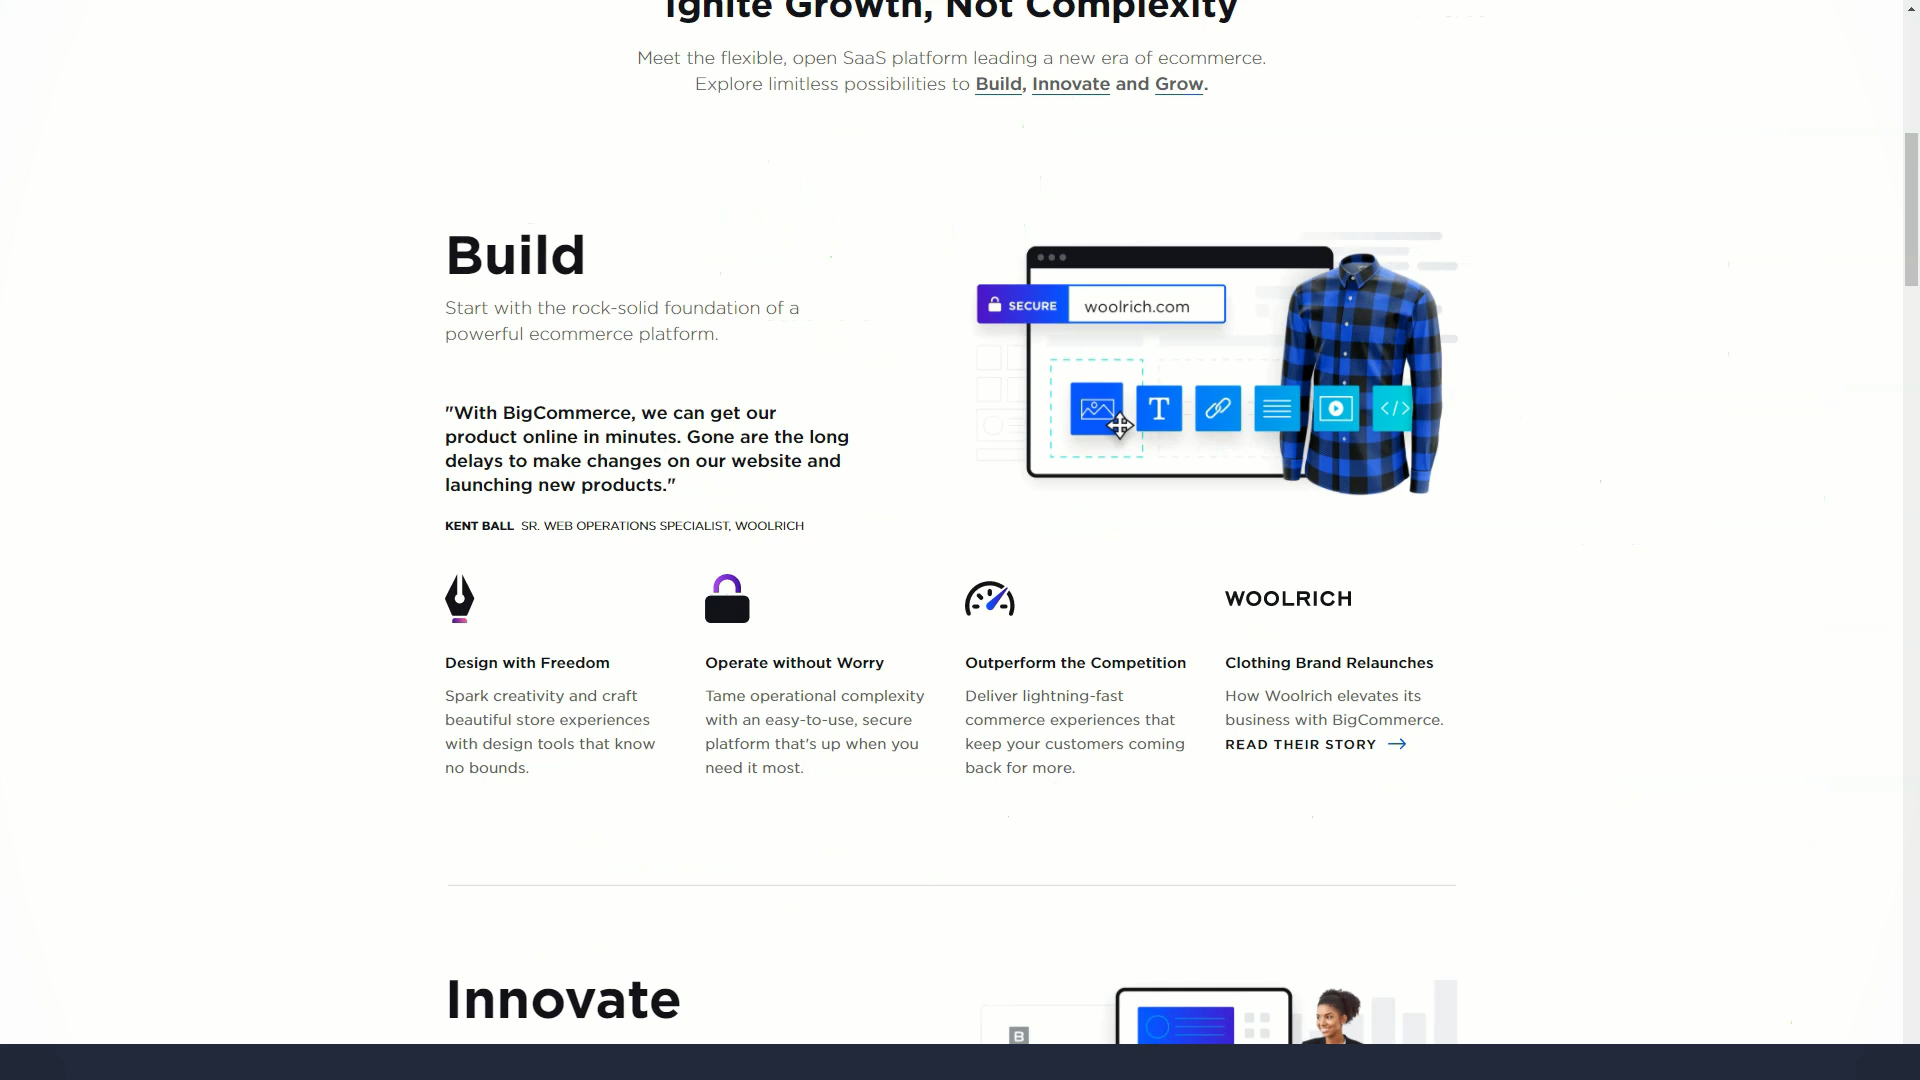 Ignite Growth, Not Complexity
Meet the flexible, open SaaS platform leading a new era of ecommerce.
Explore limitless possibilities to Build, Innovate and Grow.
Build
Start with the rock-solid foundation of a
powerful ecommerce platform.
"With BigCommerce, we can get our
product online in minutes. Gone are the long
delays to make changes on our website and
launching new products."
KENT BALL SR. WEB OPERATIONS SPECIALIST, WOOLRICH
SECURE woolrich.com
T
</>
WOOLRICH
Design with Freedom
Spark creativity and craft
beautiful store experiences
with design tools that know
no bounds.
Operate without Worry
Tame operational complexity
with an easy-to-use, secure
platform that's up when you
need it most.
Outperform the Competition
Deliver lightning-fast
commerce experiences that
keep your customers coming
back for more.
Clothing Brand Relaunches
How Woolrich elevates its
business with BigCommerce.
READ THEIR STORY
Innovate
B